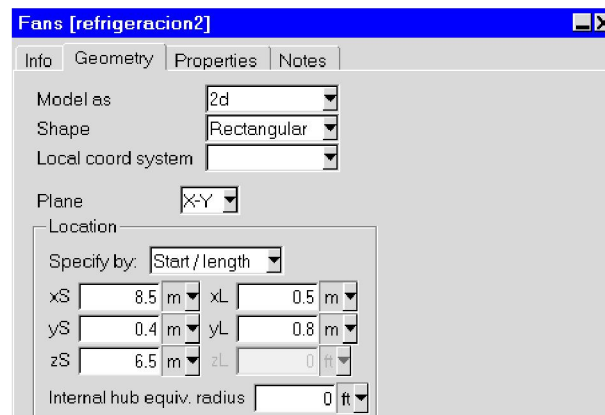 Fans [refrigeracion2]
Info Geometry Properties Notes
Model as 2d
Shape Rectangular
Local coord system
Plane X-Y
Location
Specify by: Start / length
xS 8.5 m xL 0.5 m
yS 0.4 m yL 0.8 m
zS 6.5 m zL 0 ft
Internal hub equiv. radius 0 ft